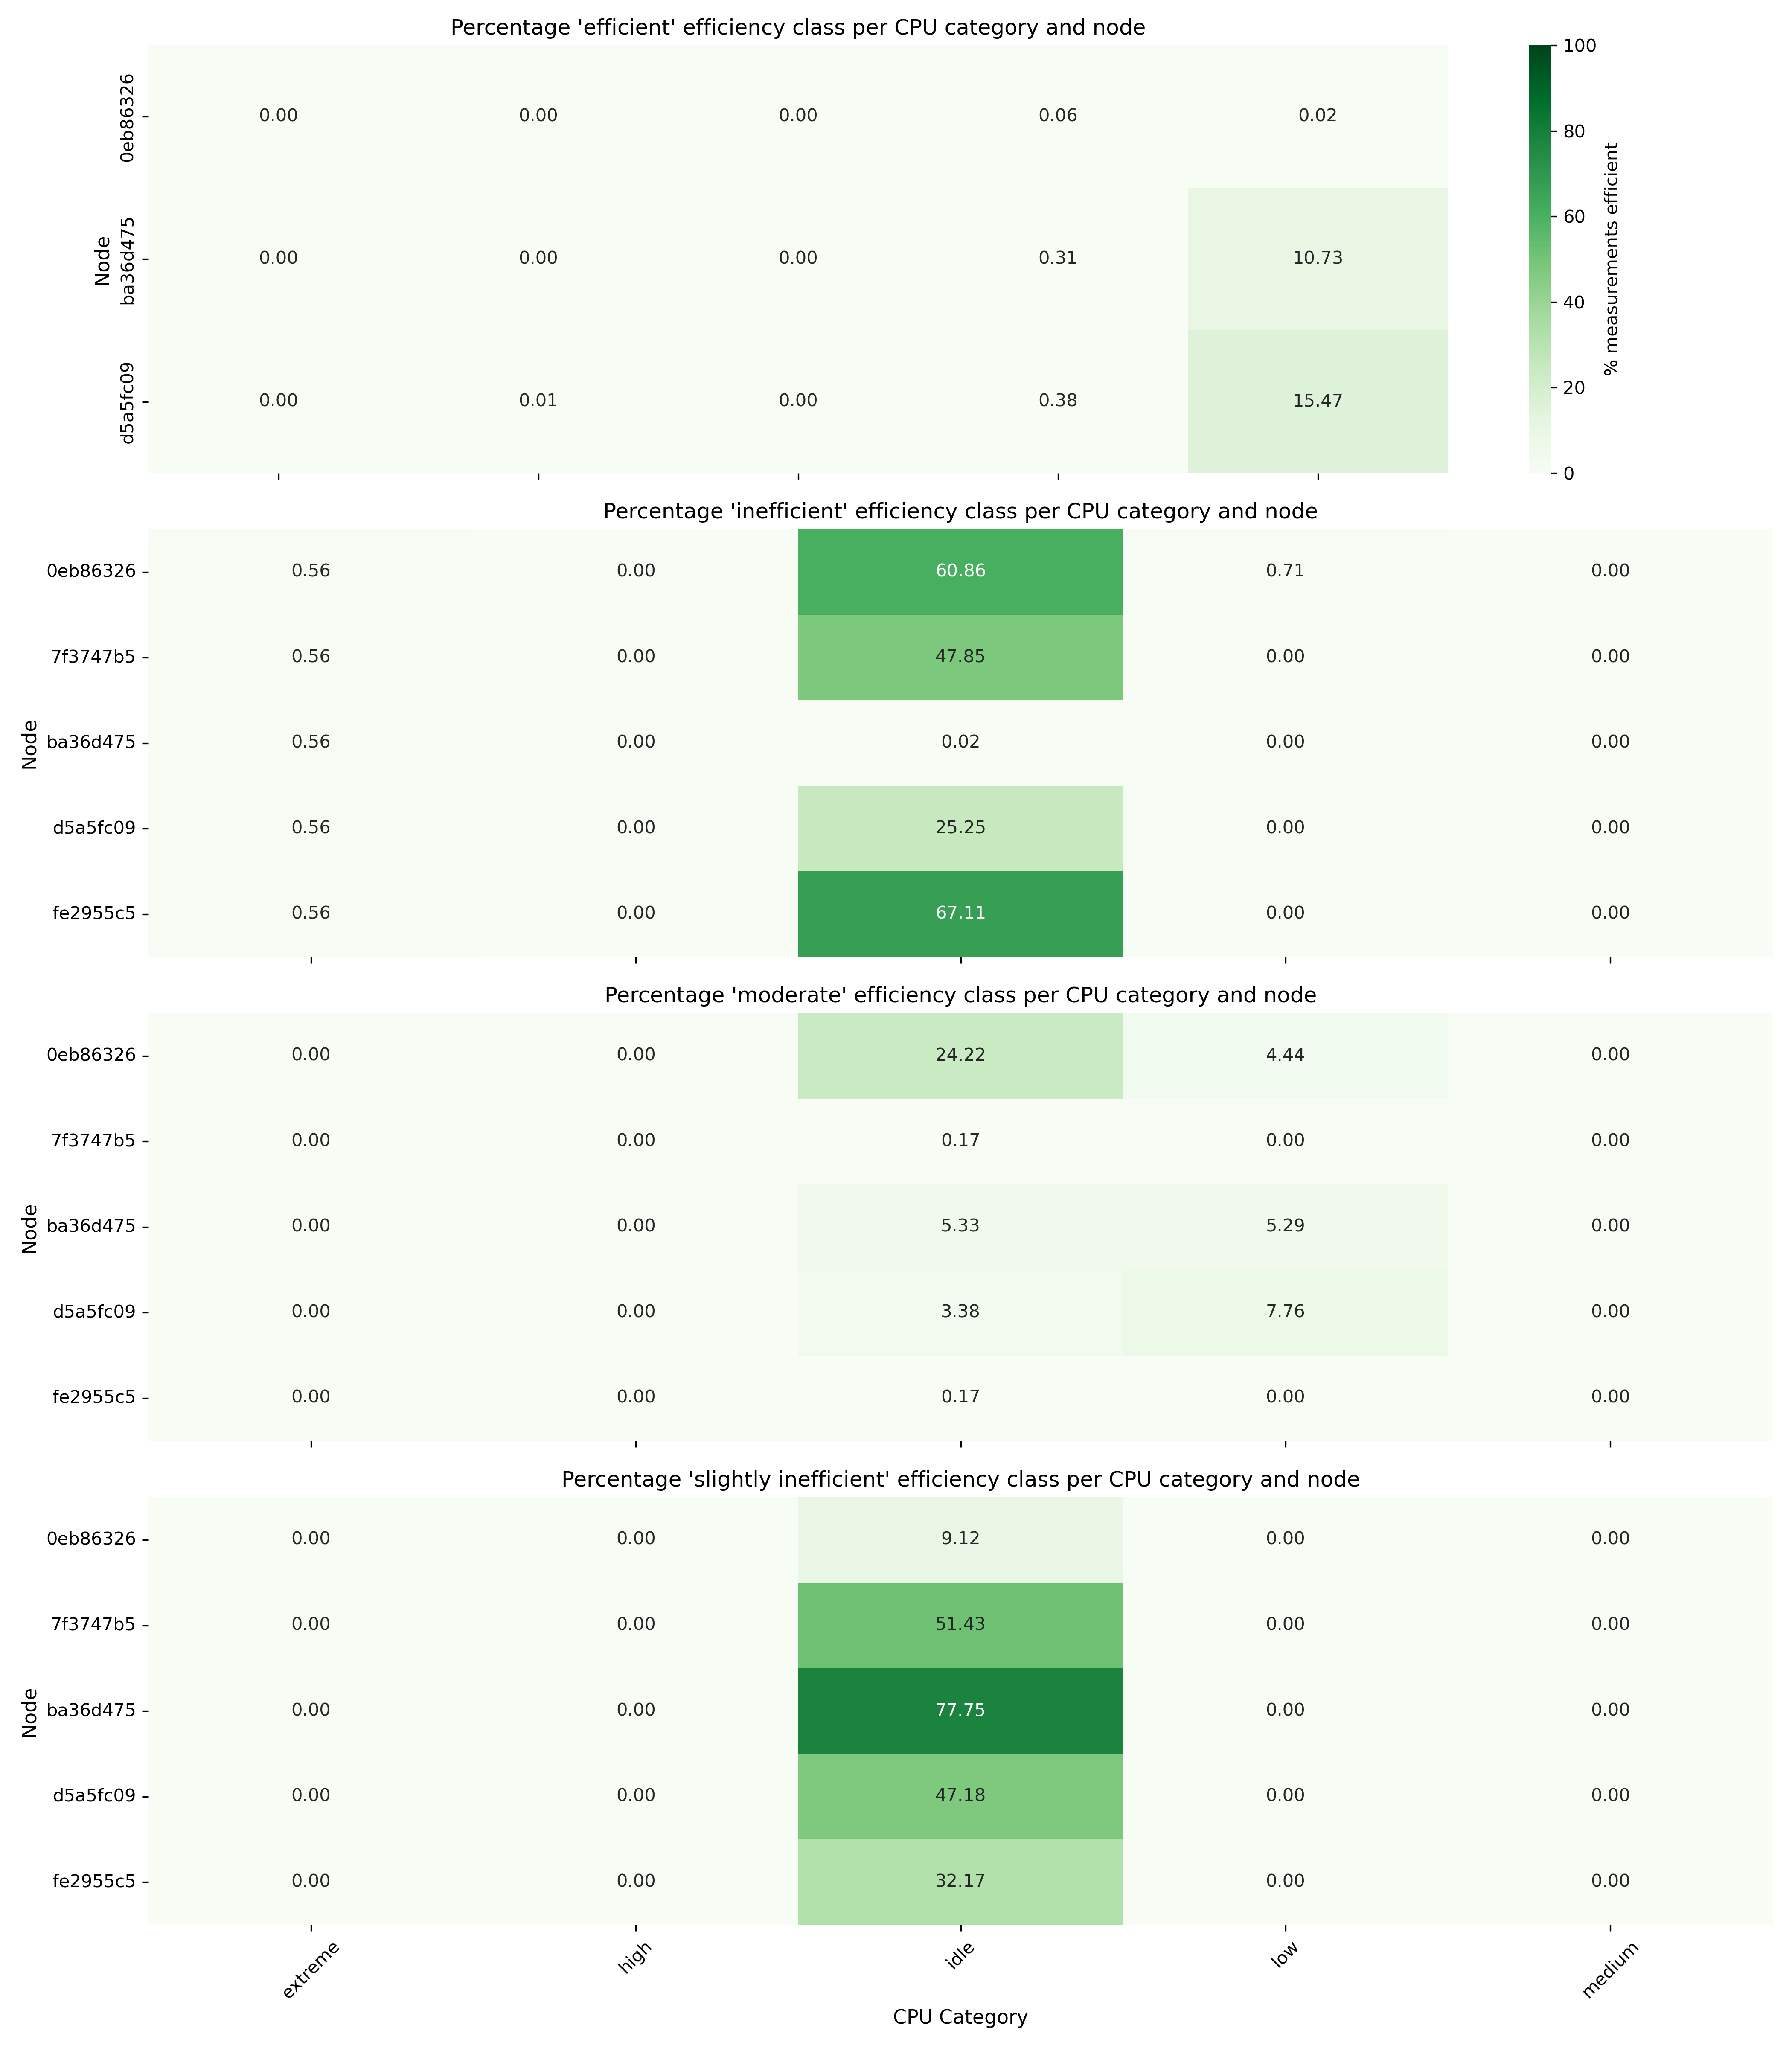 Percentage 'efficient' efficiency class per CPU category and node
Node
0eb86326 0.00 0.00 0.00 0.06 0.02
ba36d475 0.00 0.00 0.00 0.31 10.73
d5a5fc09 0.00 0.01 0.00 0.38 15.47
100
80
60
40
20
0
% measurements efficient
Percentage 'inefficient' efficiency class per CPU category and node
Node
0eb86326 0.56 0.00 60.86 0.71 0.00
7f3747b5 0.56 0.00 47.85 0.00 0.00
ba36d475 0.56 0.00 0.02 0.00 0.00
d5a5fc09 0.56 0.00 25.25 0.00 0.00
fe2955c5 0.56 0.00 67.11 0.00 0.00
Percentage 'moderate' efficiency class per CPU category and node
Node
0eb86326 0.00 0.00 24.22 4.44 0.00
7f3747b5 0.00 0.00 0.17 0.00 0.00
ba36d475 0.00 0.00 5.33 5.29 0.00
d5a5fc09 0.00 0.00 3.38 7.76 0.00
fe2955c5 0.00 0.00 0.17 0.00 0.00
Percentage 'slightly inefficient' efficiency class per CPU category and node
Node
0eb86326 0.00 0.00 9.12 0.00 0.00
7f3747b5 0.00 0.00 51.43 0.00 0.00
ba36d475 0.00 0.00 77.75 0.00 0.00
d5a5fc09 0.00 0.00 47.18 0.00 0.00
fe2955c5 0.00 0.00 32.17 0.00 0.00
extreme high idle low medium
CPU Category